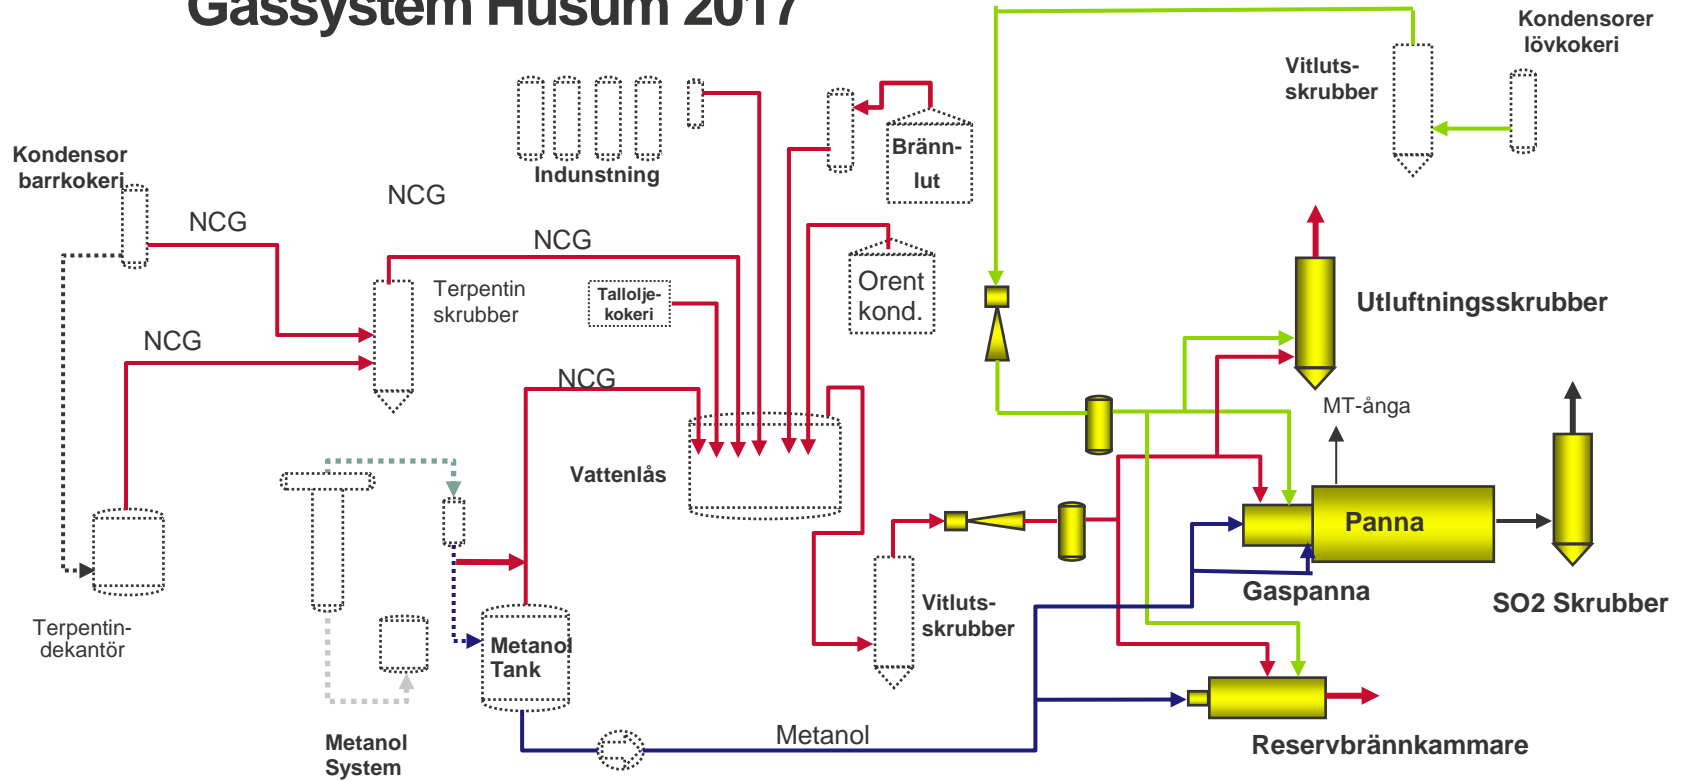 Gassystem Husum 2017
Kondensorer
lövkokeri
Vitluts-
skrubber
Kondensor
barrkokeri
Indunstning
Bränn-
lut
NCG
NCG
NCG
Orent
kond.
Terpentin
skrubber
Tallolje-
kokeri
Utluftningsskrubber
NCG
NCG
MT-ånga
Vattenlås
Panna
Gaspanna
SO2 Skrubber
Vitluts-
skrubber
Terpentin-
dekantör
Metanol
Tank
Metanol
Metanol
System
Reservbrännkammare